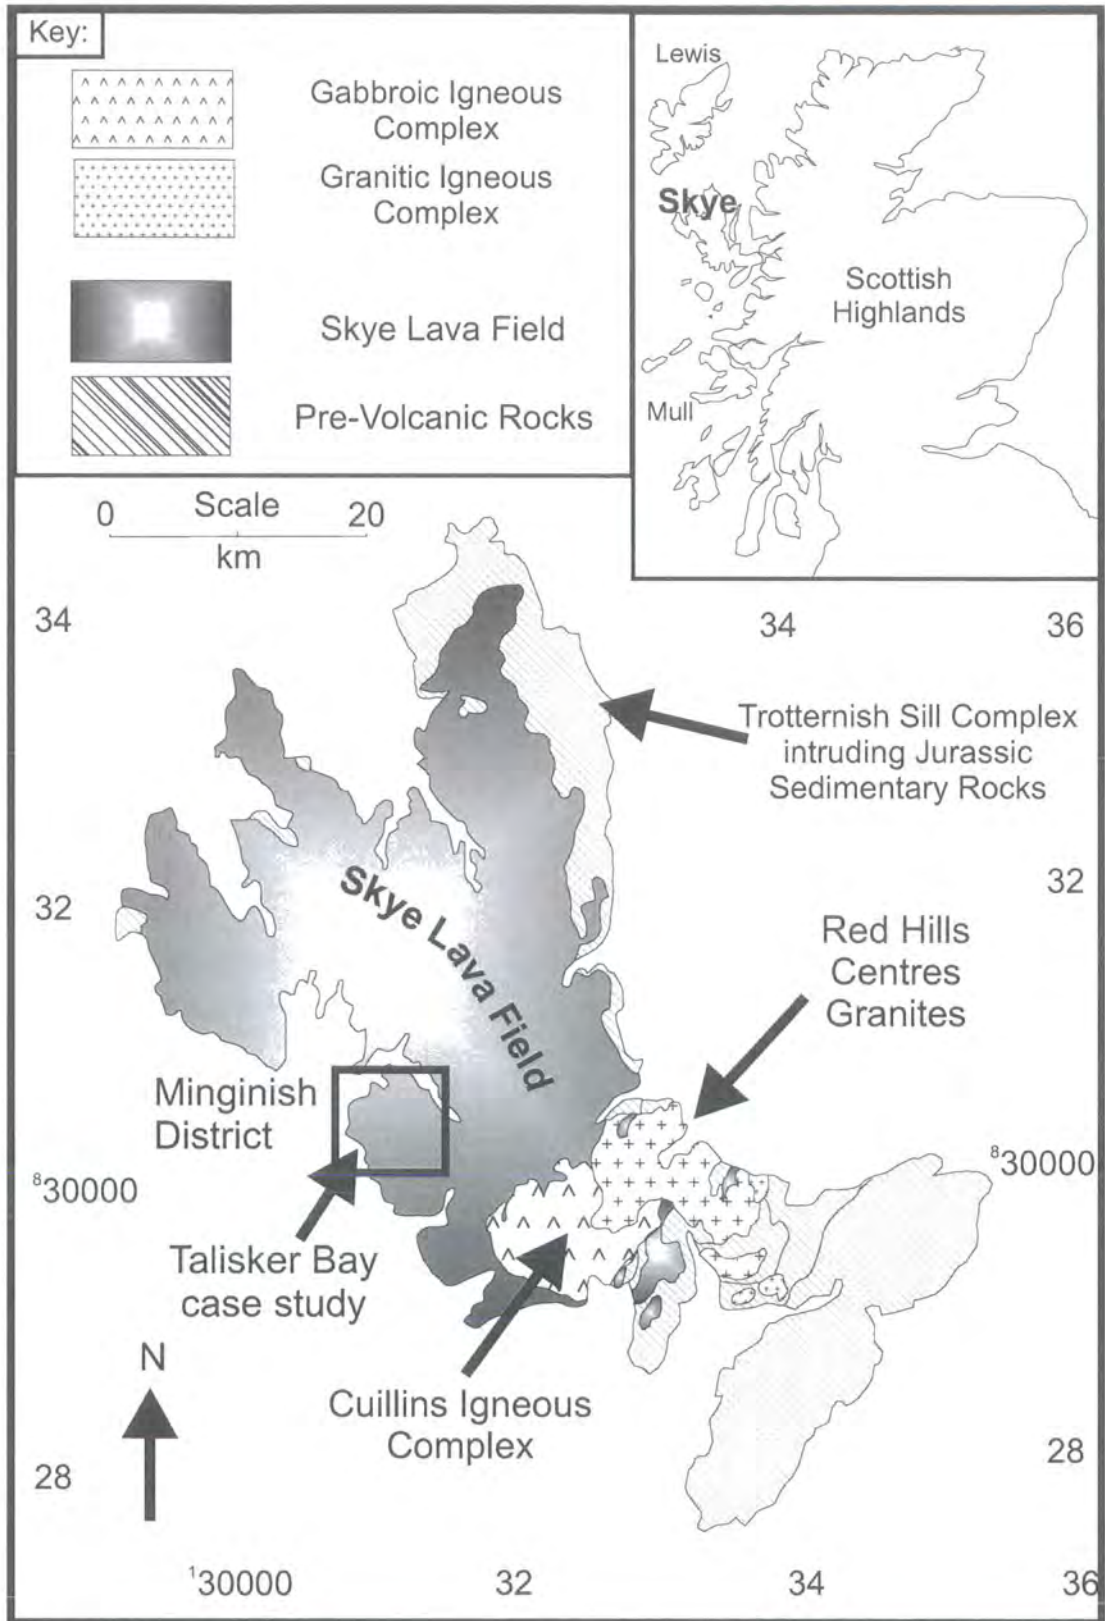 Key:
Gabbroic Igneous
Complex
Granitic Igneous
Complex
Skye Lava Field
Pre-Volcanic Rocks
Lewis
Skye
Scottish
Highlands
Mull
0 Scale 20
km
34
34 36
Trotternish Sill Complex
intruding Jurassic
Sedimentary Rocks
Skye Lava Field
32
32
Red Hills
Centres
Granites
Minginish
District
⁸30000
⁸30000
Talisker Bay
case study
N
Cuillins Igneous
Complex
28
28
¹30000 32 34 36